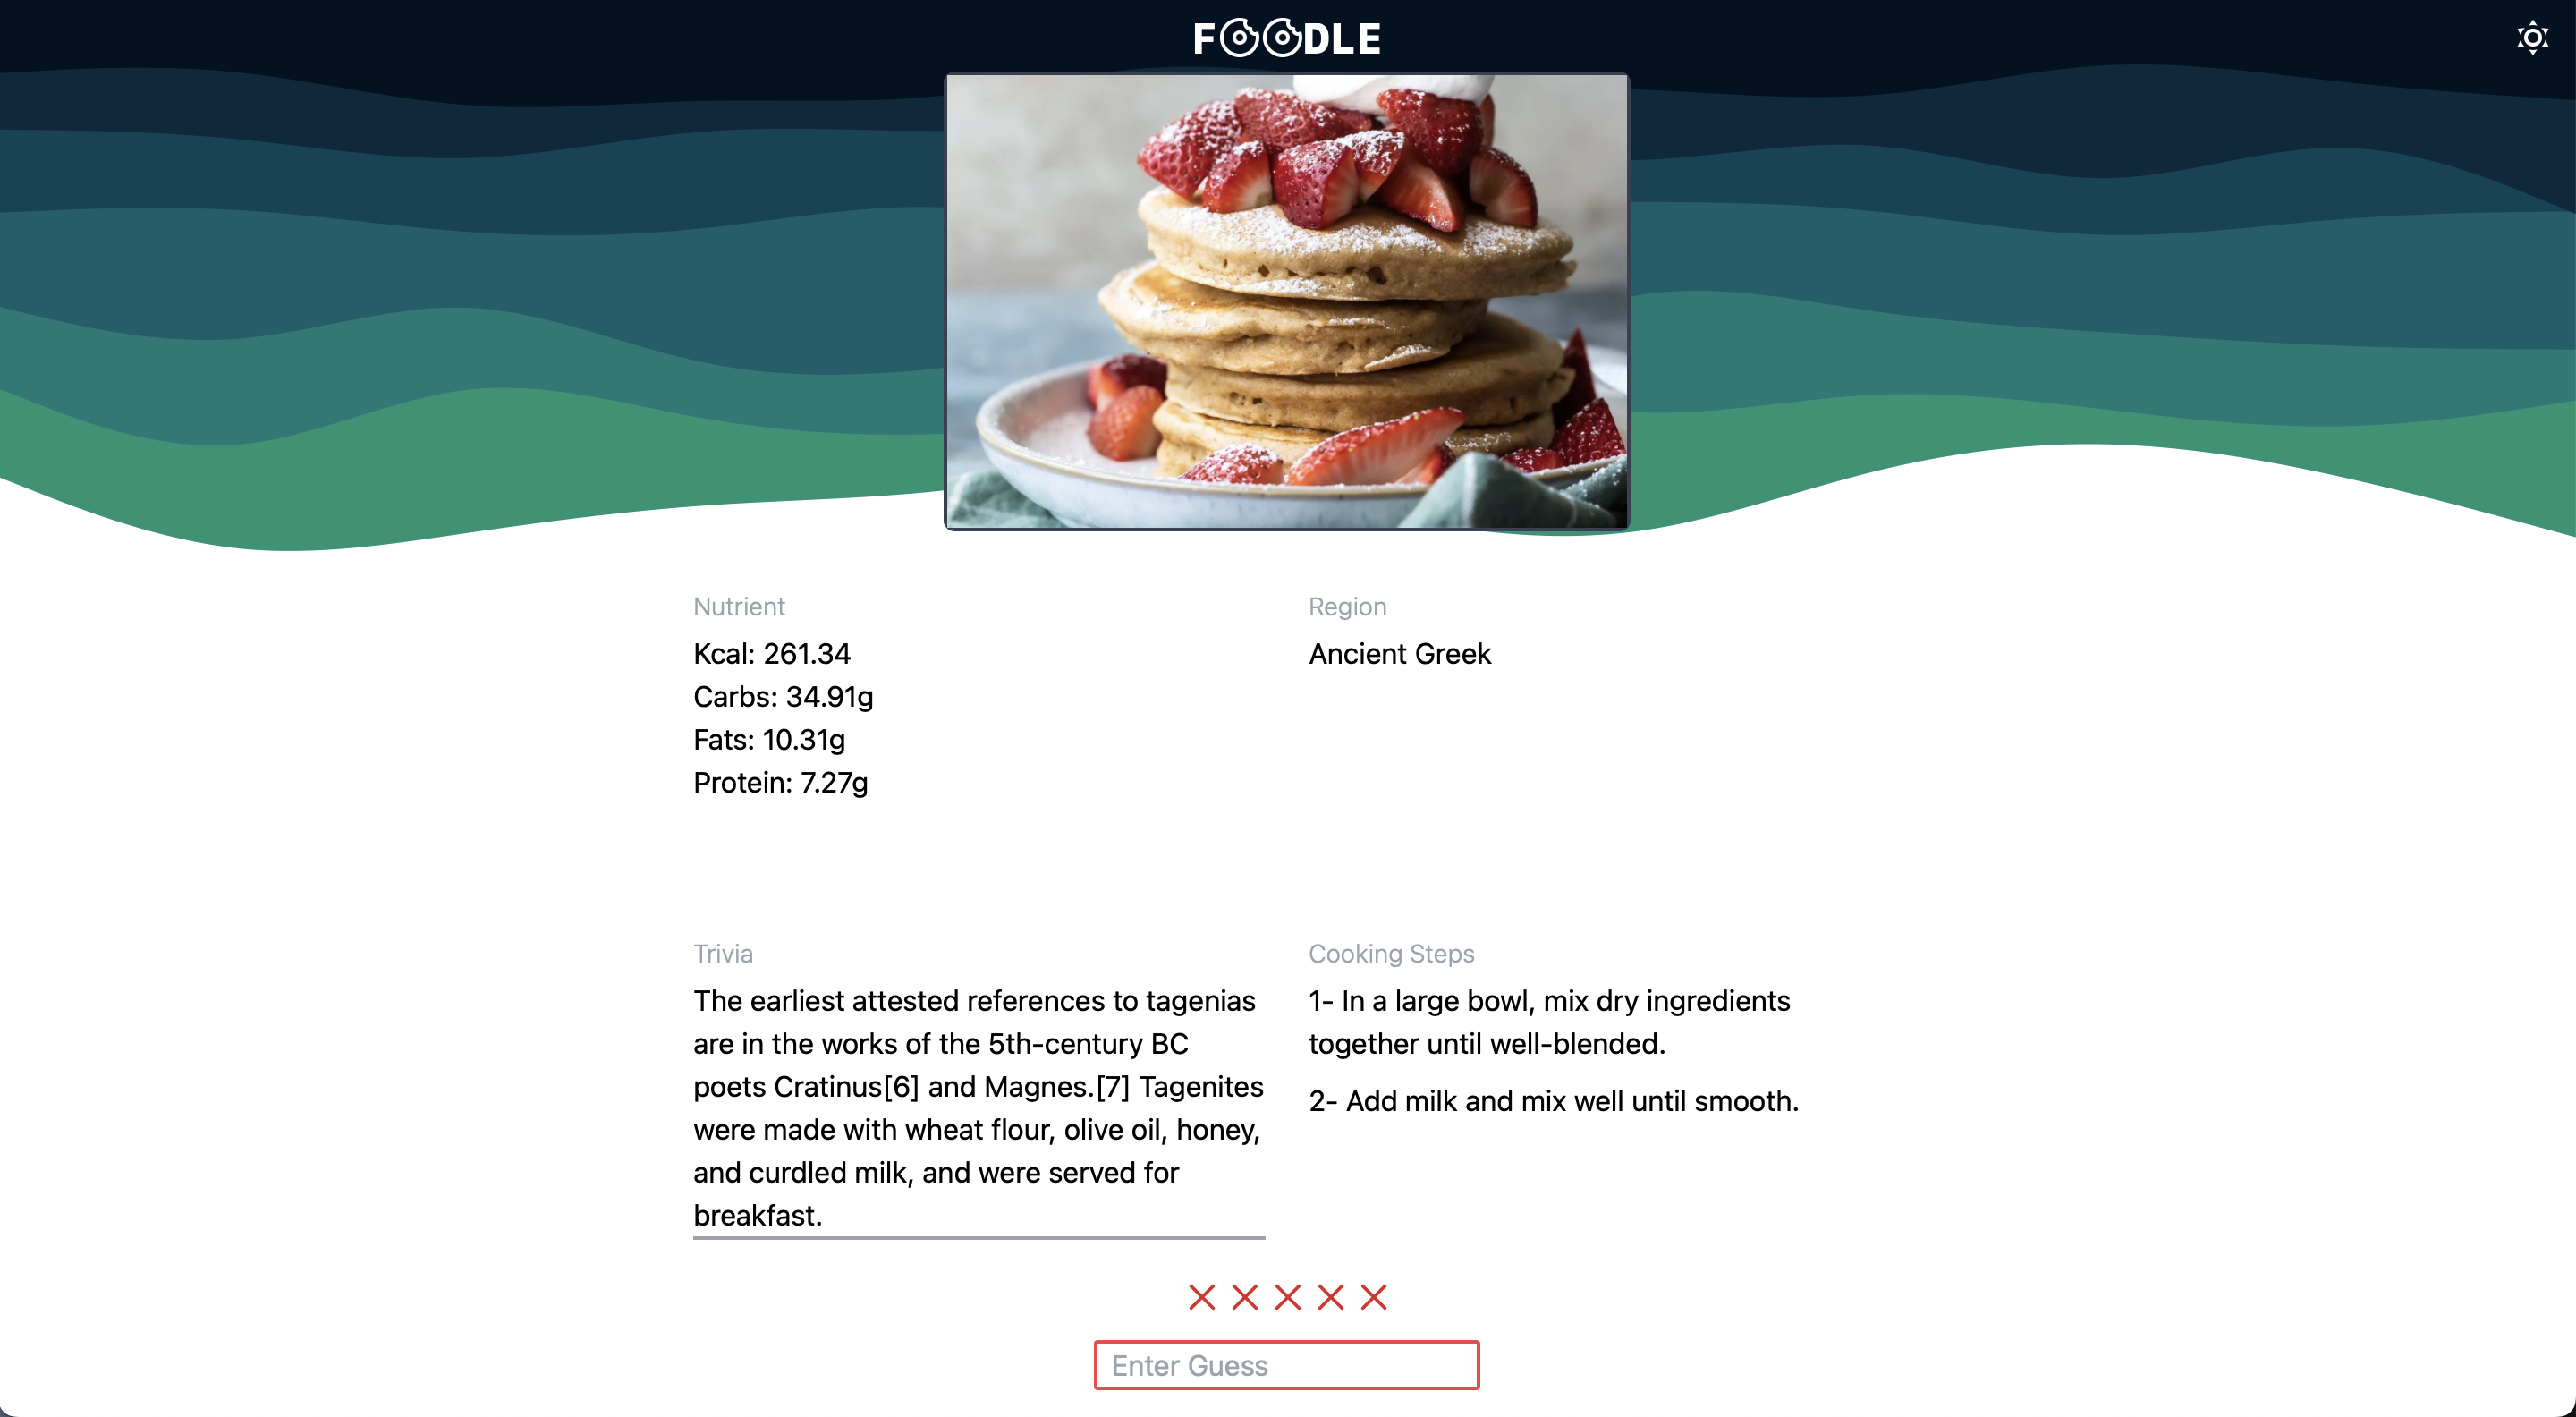 FOODLE
Nutrient
Kcal: 261.34
Carbs: 34.91g
Fats: 10.31g
Protein: 7.27g
Region
Ancient Greek
Trivia
The earliest attested references to tagenias
are in the works of the 5th-century BC
poets Cratinus[6] and Magnes.[7] Tagenites
were made with wheat flour, olive oil, honey,
and curdled milk, and were served for
breakfast.
Cooking Steps
1- In a large bowl, mix dry ingredients
together until well-blended.
2- Add milk and mix well until smooth.
Enter Guess